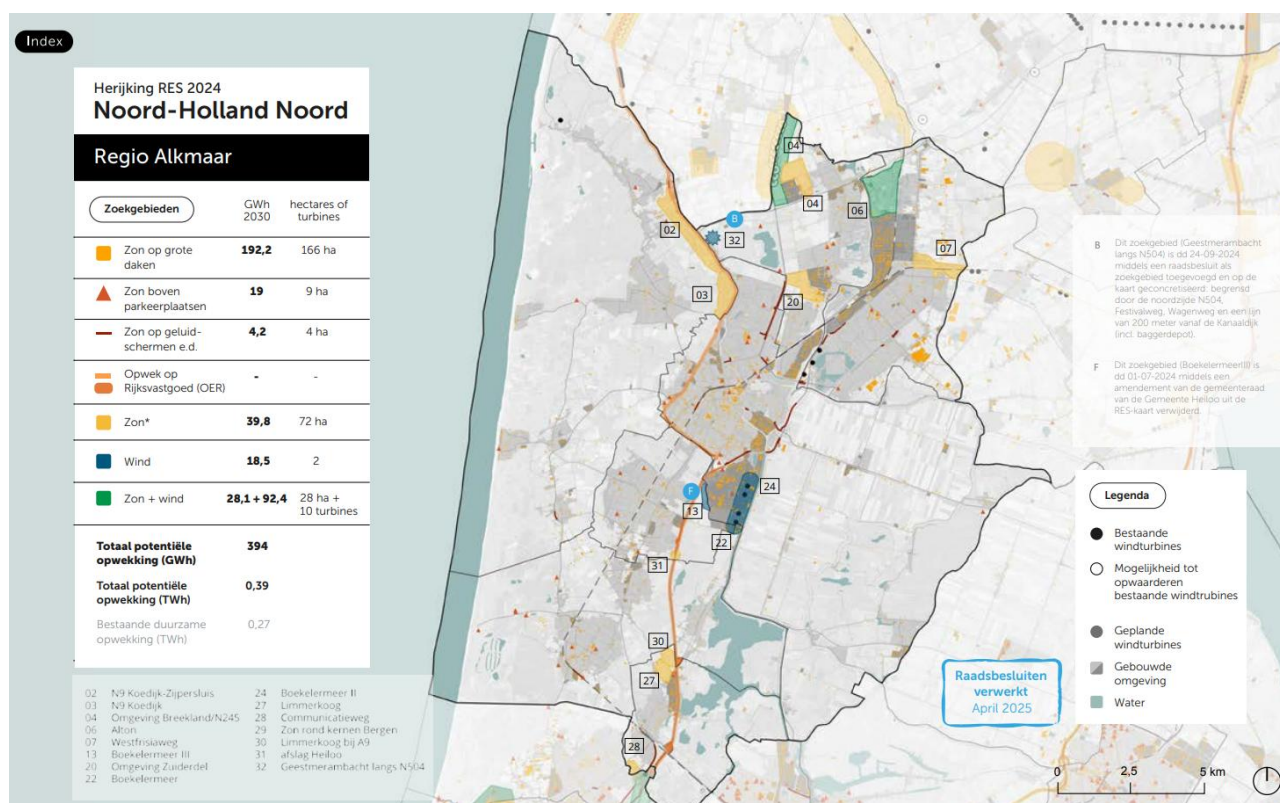 Index
Herijking RES 2024
Noord-Holland Noord
Regio Alkmaar
Zoekgebieden
GWh
2030
hectares of
turbines
Zon op grote
daken
192,2
166 ha
Zon boven
parkeerplaatsen
19
9 ha
Zon op geluid-
schermen e.d.
4,2
4 ha
Opwek op
Rijksvastgoed (OER)
-
-
Zon*
39,8
72 ha
Wind
18,5
2
Zon + wind
28,1 + 92,4
28 ha +
10 turbines
Totaal potentiële
opwekking (GWh)
394
Totaal potentiële
opwekking (TWh)
0,39
Bestaande duurzame
opwekking (TWh)
0,27
02 N9 Koedijk-Zijpersluis
03 N9 Koedijk
04 Omgeving Breekland/N245
06 Alton
07 Westfrisiaweg
13 Boekelermeer III
20 Omgeving Zuiderdel
22 Boekelermeer
24 Boekelermeer II
27 Limmerkoog
28 Communicatieweg
29 Zon rond kernen Bergen
30 Limmerkoog bij A9
31 afslag Heiloo
32 Geestmerambacht langs N504
04
04
06
B
02
32
07
03
20
24
F
13
22
31
30
27
28
B Dit zoekgebied (Geestmerambacht
langs N504) is dd 24-09-2024
middels een raadsbesluit als
zoekgebied toegevoegd en op de
kaart geconcretiseerd: begrensd
door de noordzijde N504,
Festivalweg, Wagenweg en een lijn
van 200 meter vanaf de Kanaaldijk
(incl. baggerdepot).
F Dit zoekgebied (BoekelermeerIII) is
dd 01-07-2024 middels een
amendement van de gemeenteraad
van de Gemeente Heiloo uit de
RES-kaart verwijderd.
Legenda
Bestaande
windturbines
Mogelijkheid tot
opwaarderen
bestaande windtrubines
Geplande
windturbines
Gebouwde
omgeving
Water
Raadsbesluiten
verwerkt
April 2025
0 2,5 5 km